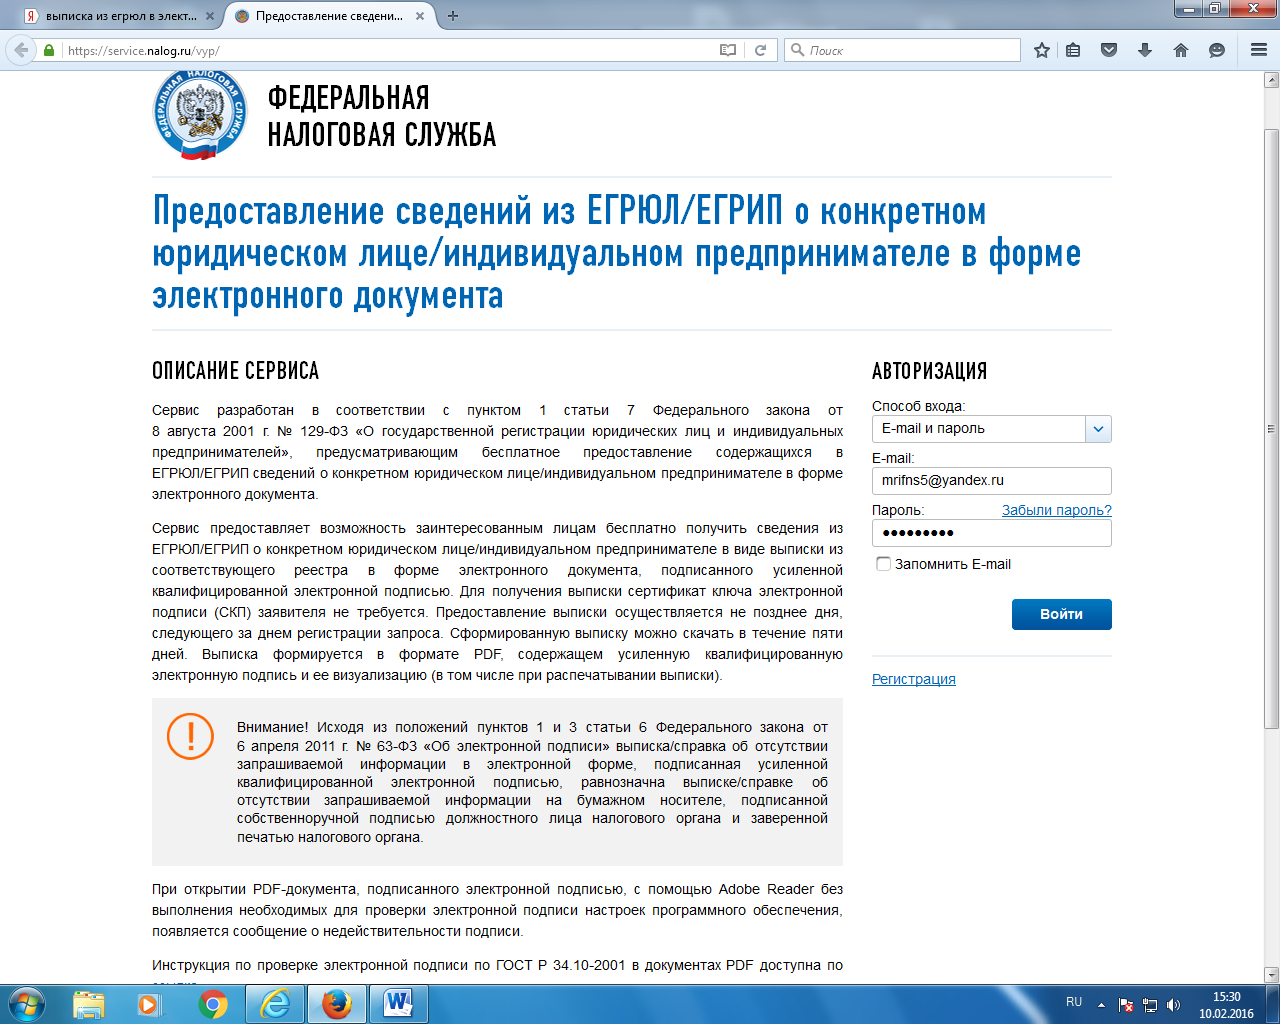 выписка из егрюл в элект...
Предоставление сведени...
https://service.nalog.ru/vyp/
Поиск
ФЕДЕРАЛЬНАЯ НАЛОГОВАЯ СЛУЖБА
ФЕДЕРАЛЬНАЯ
НАЛОГОВАЯ СЛУЖБА
Предоставление сведений из ЕГРЮЛ/ЕГРИП о конкретном
юридическом лице/индивидуальном предпринимателе в форме
электронного документа
ОПИСАНИЕ СЕРВИСА
Сервис разработан в соответствии с пунктом 1 статьи 7 Федерального закона от
8 августа 2001 г. № 129-ФЗ «О государственной регистрации юридических лиц и индивидуальных
предпринимателей», предусматривающим бесплатное предоставление содержащихся в
ЕГРЮЛ/ЕГРИП сведений о конкретном юридическом лице/индивидуальном предпринимателе в форме
электронного документа.
Сервис предоставляет возможность заинтересованным лицам бесплатно получить сведения из
ЕГРЮЛ/ЕГРИП о конкретном юридическом лице/индивидуальном предпринимателе в виде выписки из
соответствующего реестра в форме электронного документа, подписанного усиленной
квалифицированной электронной подписью. Для получения выписки сертификат ключа электронной
подписи (СКП) заявителя не требуется. Предоставление выписки осуществляется не позднее дня,
следующего за днем регистрации запроса. Сформированную выписку можно скачать в течение пяти
дней. Выписка формируется в формате PDF, содержащем усиленную квалифицированную
электронную подпись и ее визуализацию (в том числе при распечатывании выписки).
Внимание! Исходя из положений пунктов 1 и 3 статьи 6 Федерального закона от
6 апреля 2011 г. № 63-ФЗ «Об электронной подписи» выписка/справка об отсутствии
запрашиваемой информации в электронной форме, подписанная усиленной
квалифицированной электронной подписью, равнозначна выписке/справке об
отсутствии запрашиваемой информации на бумажном носителе, подписанной
собственноручной подписью должностного лица налогового органа и заверенной
печатью налогового органа.
При открытии PDF-документа, подписанного электронной подписью, с помощью Adobe Reader без
выполнения необходимых для проверки электронной подписи настроек программного обеспечения,
появляется сообщение о недействительности подписи.
Инструкция по проверке электронной подписи по ГОСТ Р 34.10-2001 в документах PDF доступна по
АВТОРИЗАЦИЯ
Способ входа:
E-mail и пароль
E-mail:
mrifns5@yandex.ru
Пароль: Забыли пароль?
Запомнить E-mail
Войти
Регистрация
RU
15:30
10.02.2016